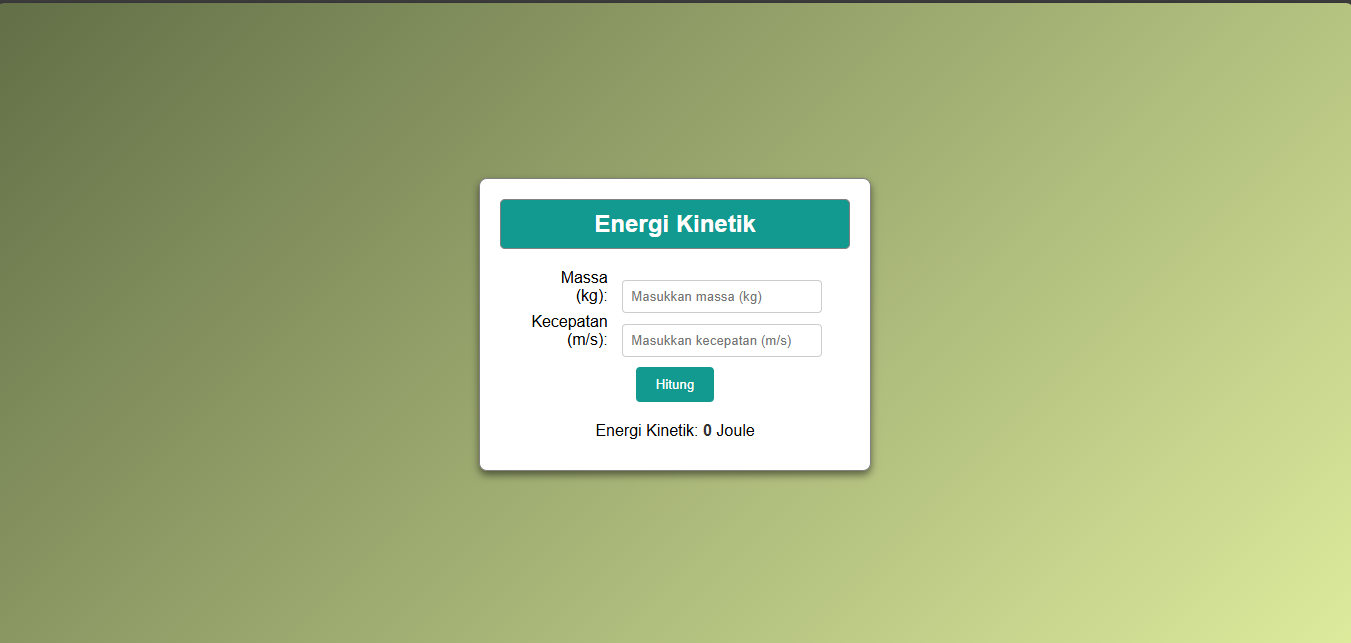 Energi Kinetik
Massa
(kg):
Masukkan massa (kg)
Kecepatan
(m/s):
Masukkan kecepatan (m/s)
Hitung
Energi Kinetik: 0 Joule